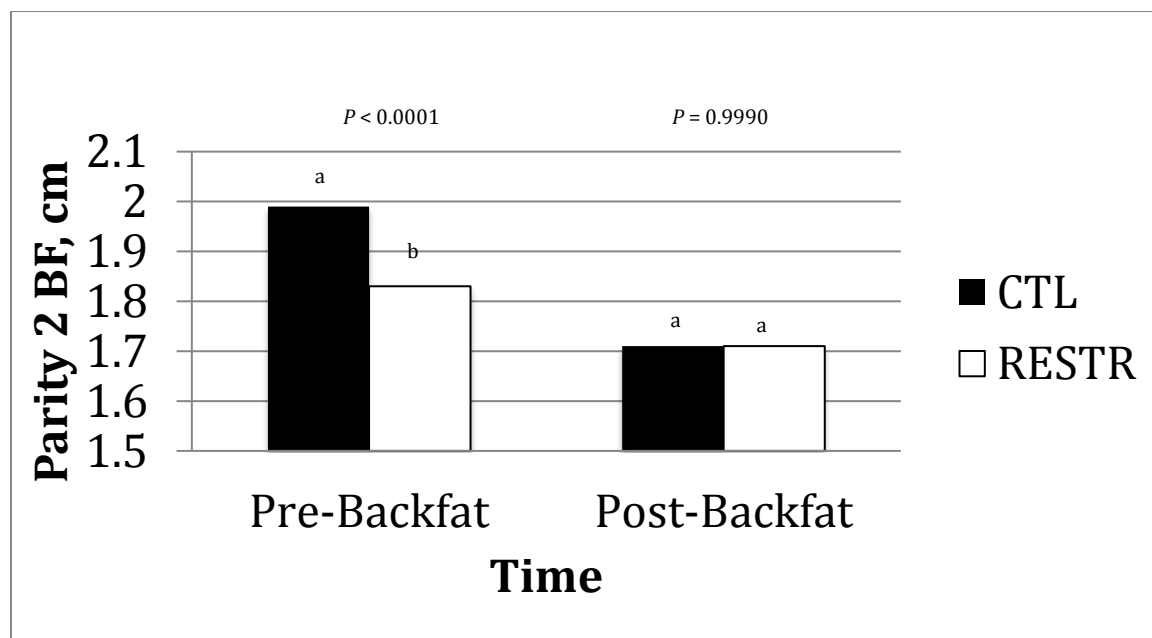 P < 0.0001
P = 0.9990
Parity 2 BF, cm
2.1
2
1.9
1.8
1.7
1.6
1.5
a
b
a
a
CTL
RESTR
Pre-Backfat
Post-Backfat
Time